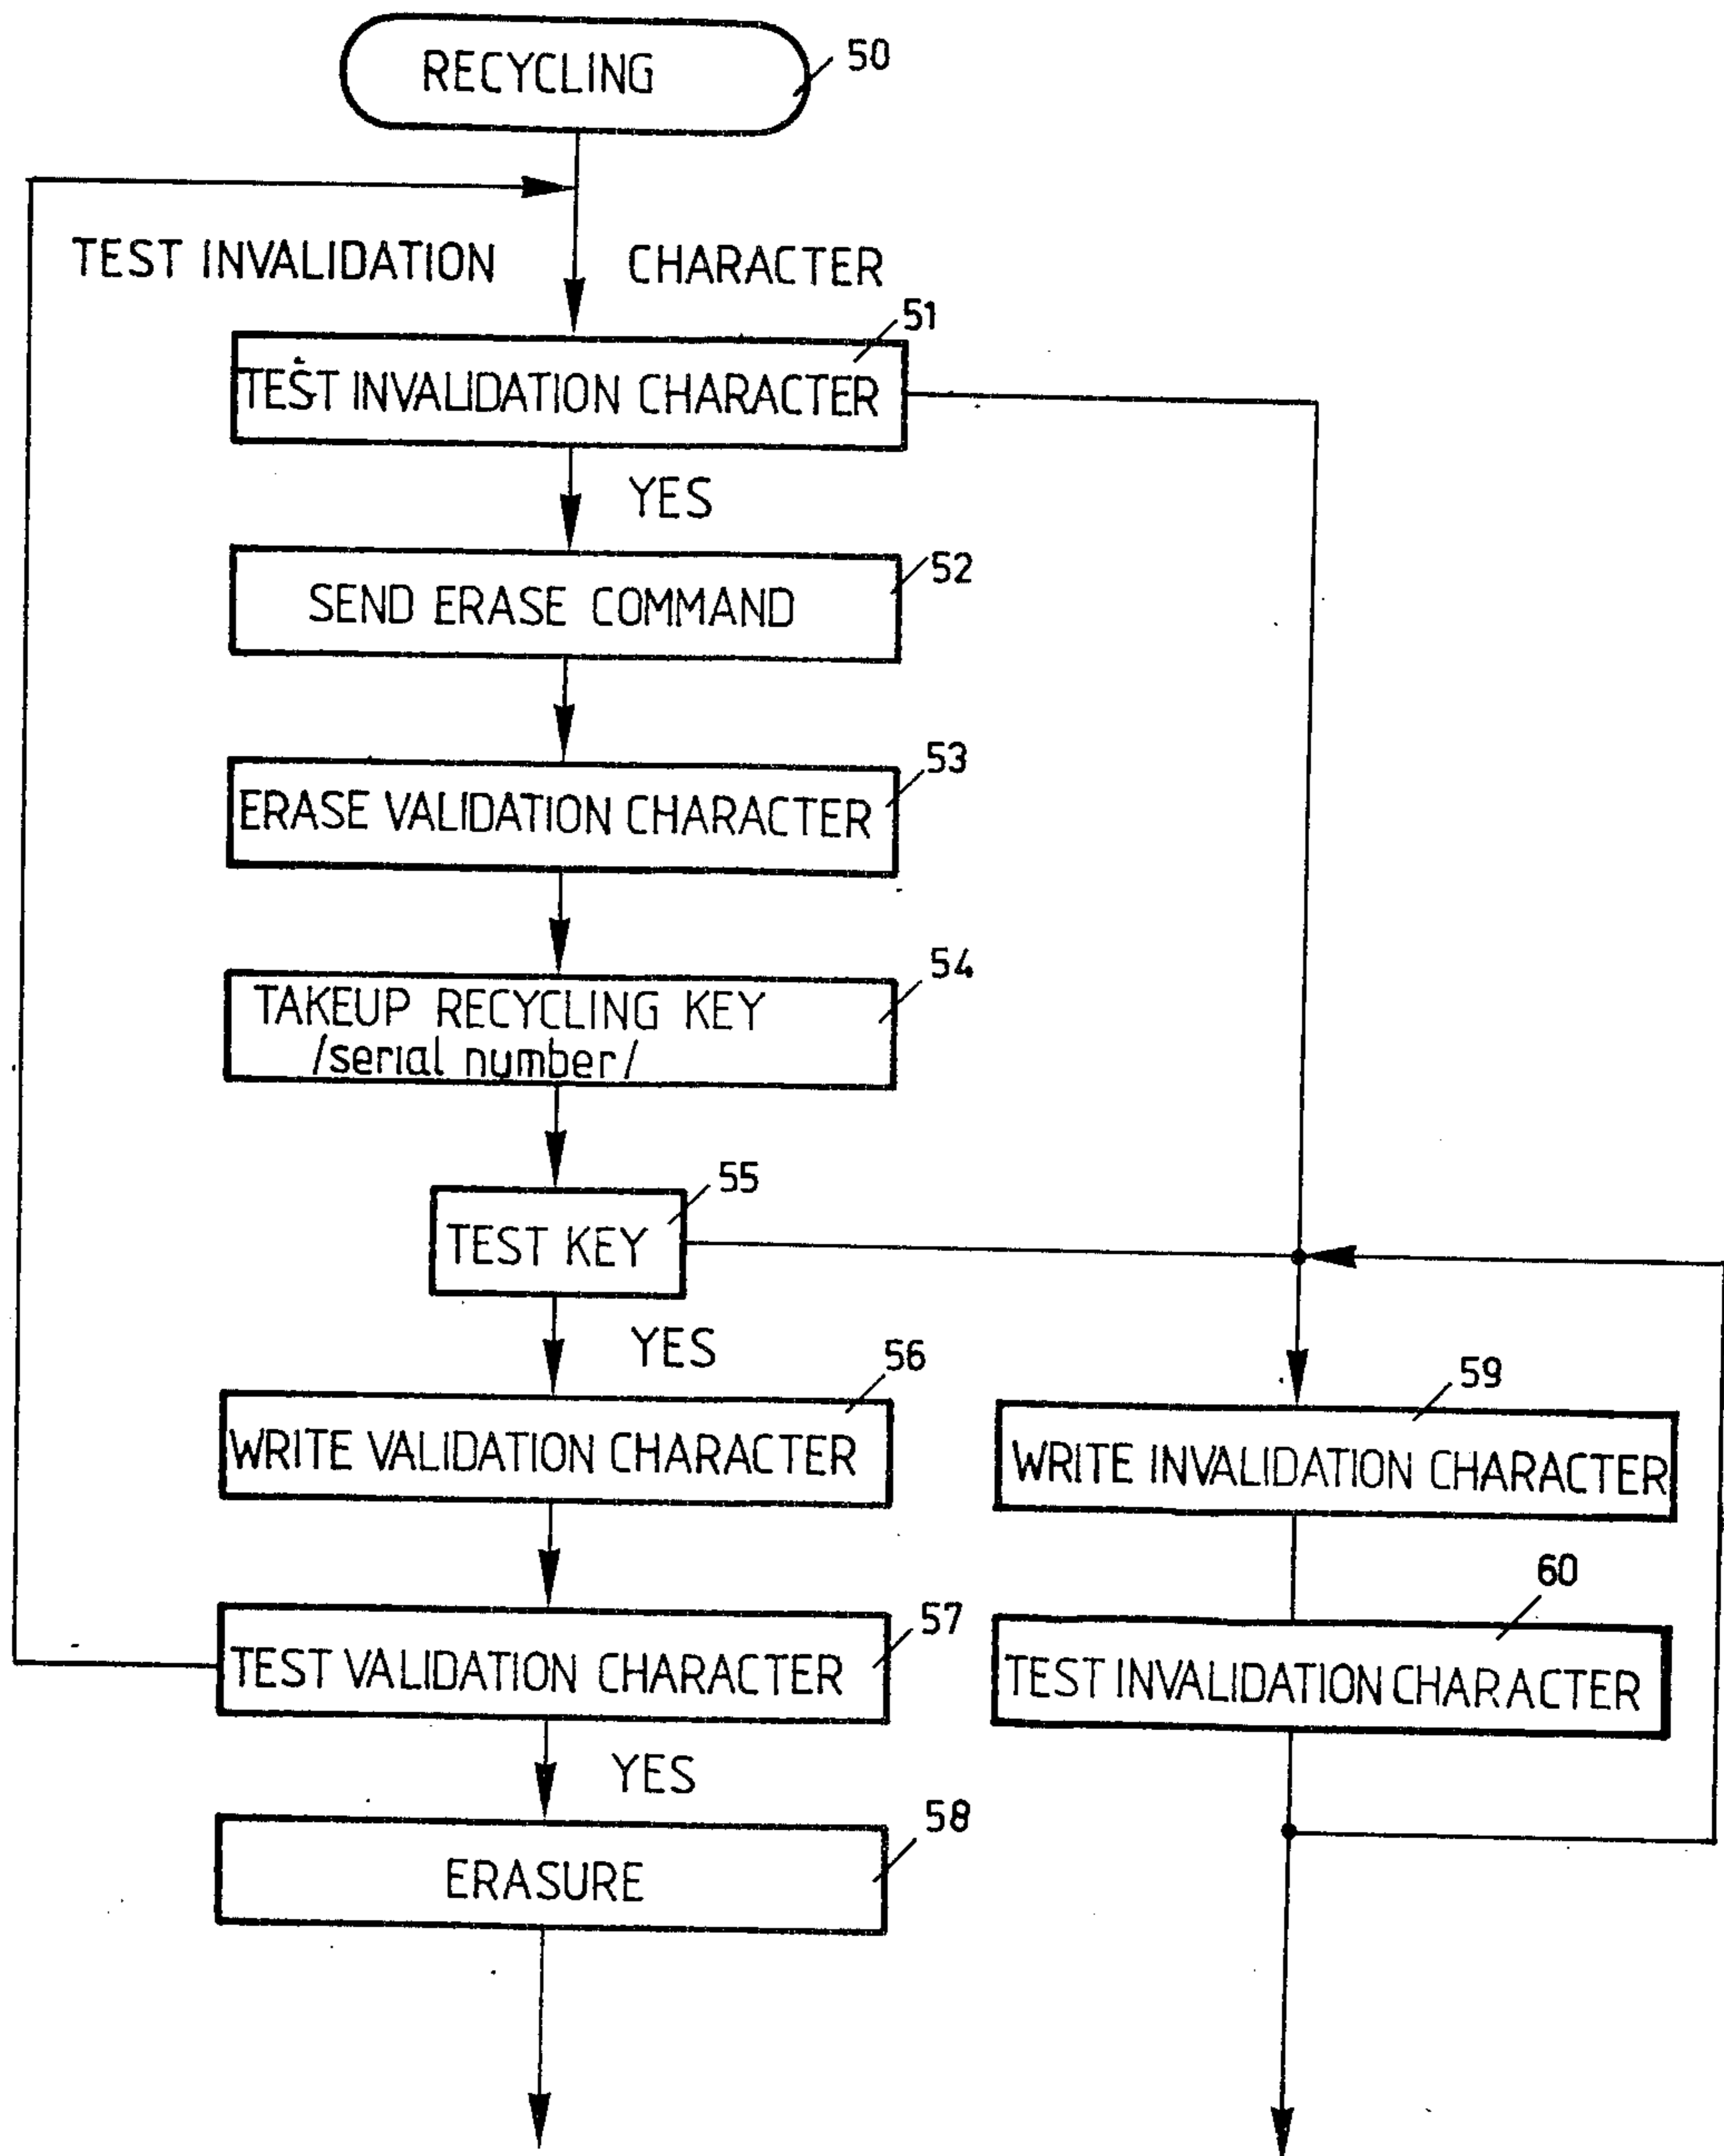 RECYCLING
50
TEST INVALIDATION CHARACTER
51
TEST INVALIDATION CHARACTER
YES
52
SEND ERASE COMMAND
53
ERASE VALIDATION CHARACTER
54
TAKEUP RECYCLING KEY
/serial number/
55
TEST KEY
YES
56
WRITE VALIDATION CHARACTER
59
WRITE INVALIDATION CHARACTER
57
TEST VALIDATION CHARACTER
60
TEST INVALIDATION CHARACTER
YES
58
ERASURE